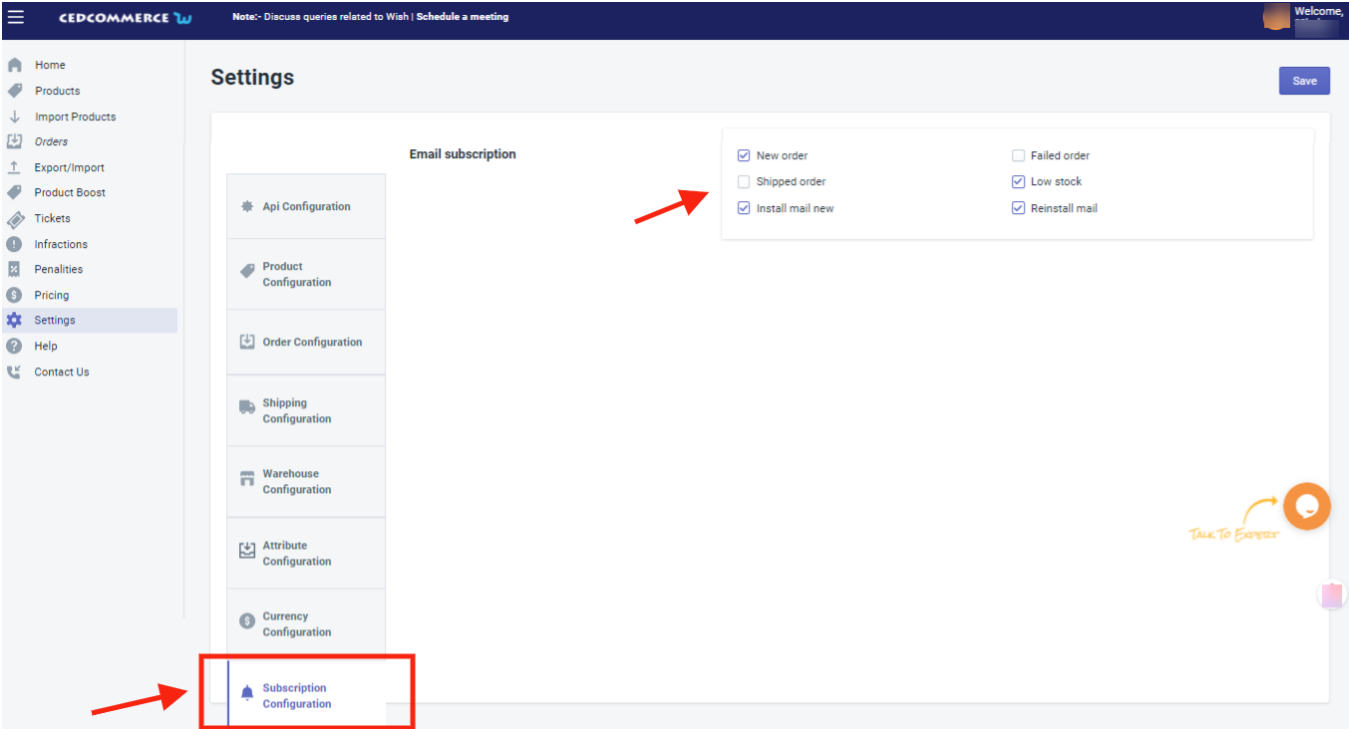 CEDCOMMERCE
Note:- Discuss queries related to Wish | Schedule a meeting
Welcome,
Home
Products
Import Products
Orders
Export/Import
Product Boost
Tickets
Infractions
Penalities
Pricing
Settings
Help
Contact Us
Settings
Save
Api Configuration
Product
Configuration
Order Configuration
Shipping
Configuration
Warehouse
Configuration
Attribute
Configuration
Currency
Configuration
Subscription
Configuration
Email subscription
New order
Failed order
Shipped order
Low stock
Install mail new
Reinstall mail
Talk To Expert